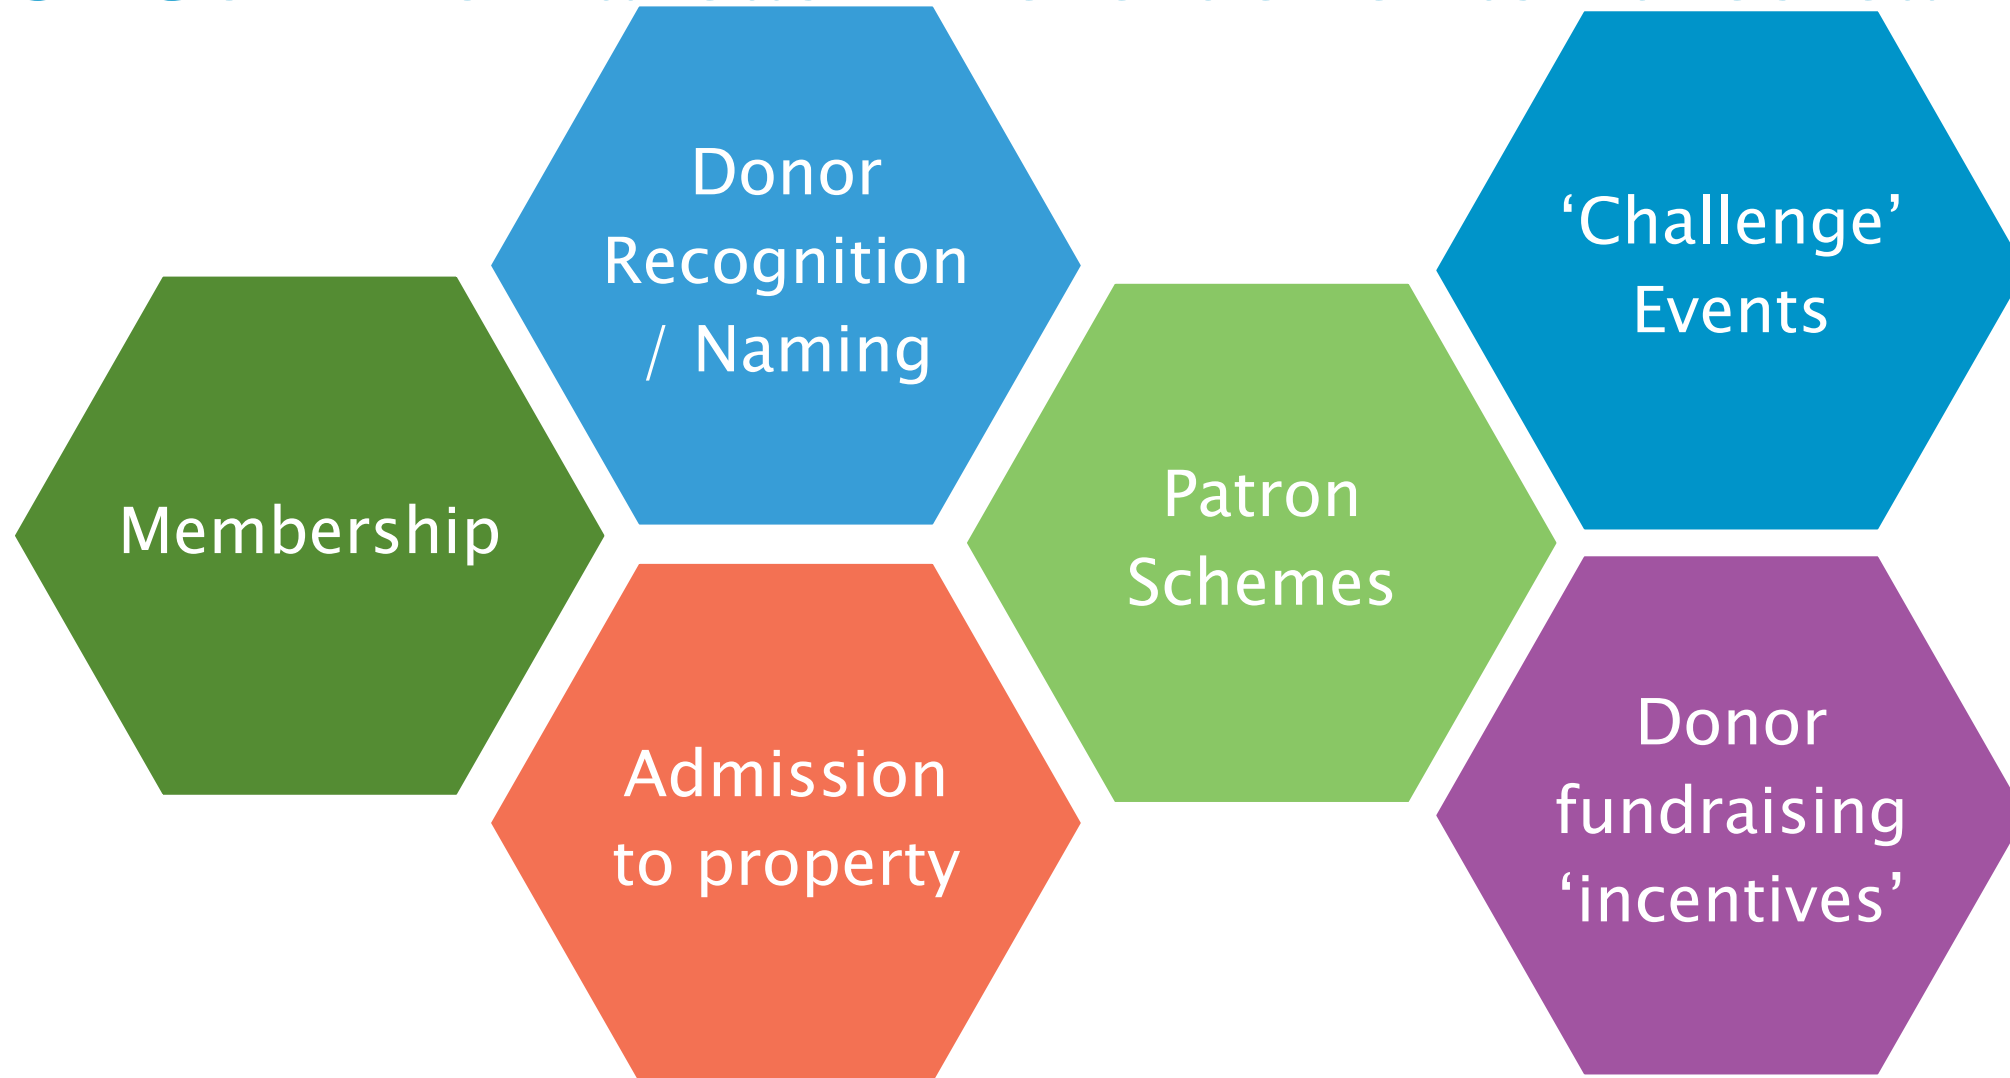 Membership
Donor
Recognition
/ Naming
Admission
to property
Patron
Schemes
‘Challenge’
Events
Donor
fundraising
‘incentives’